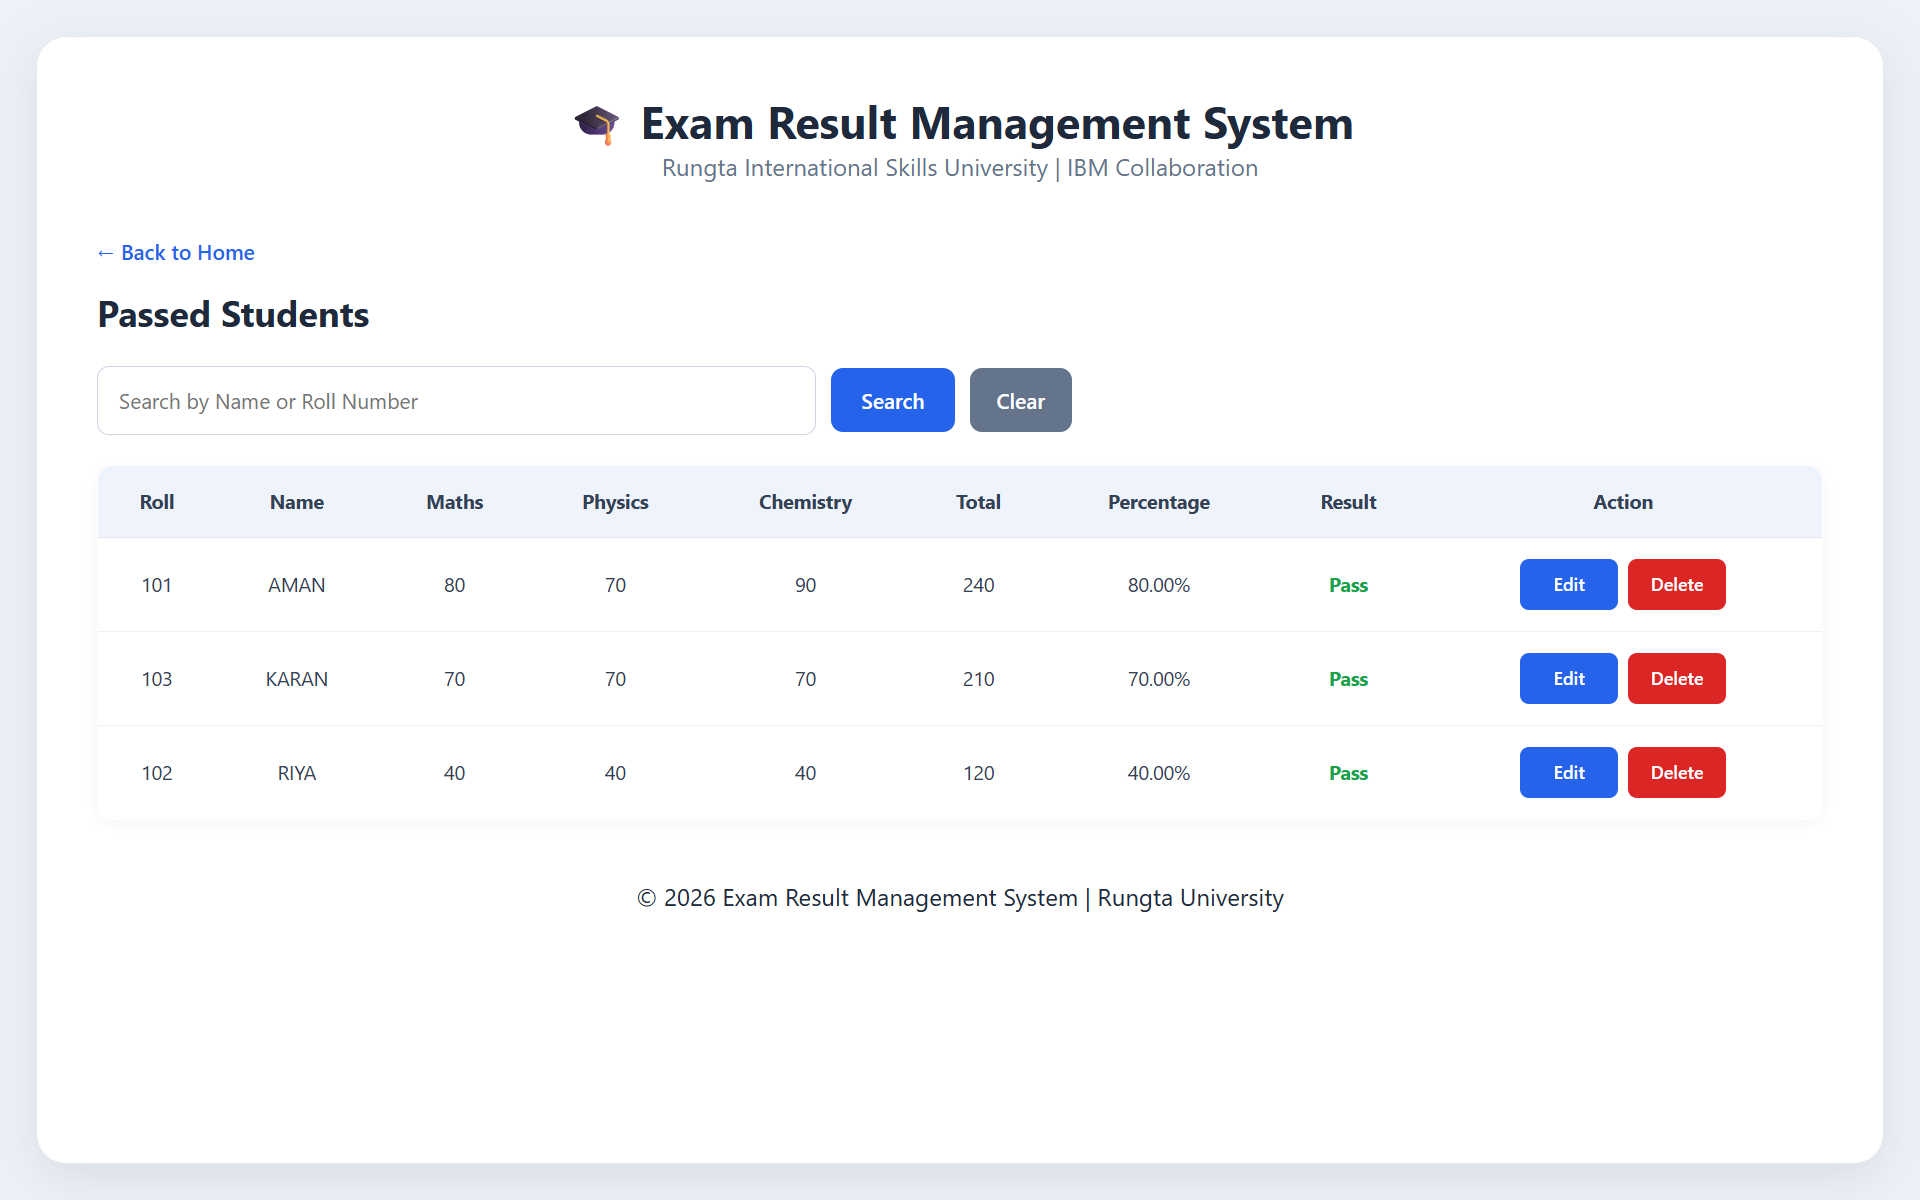 Exam Result Management System
Rungta International Skills University | IBM Collaboration
← Back to Home
Passed Students
Search by Name or Roll Number Search Clear
Roll Name Maths Physics Chemistry Total Percentage Result Action
101 AMAN 80 70 90 240 80.00% Pass Edit Delete
103 KARAN 70 70 70 210 70.00% Pass Edit Delete
102 RIYA 40 40 40 120 40.00% Pass Edit Delete
© 2026 Exam Result Management System | Rungta University